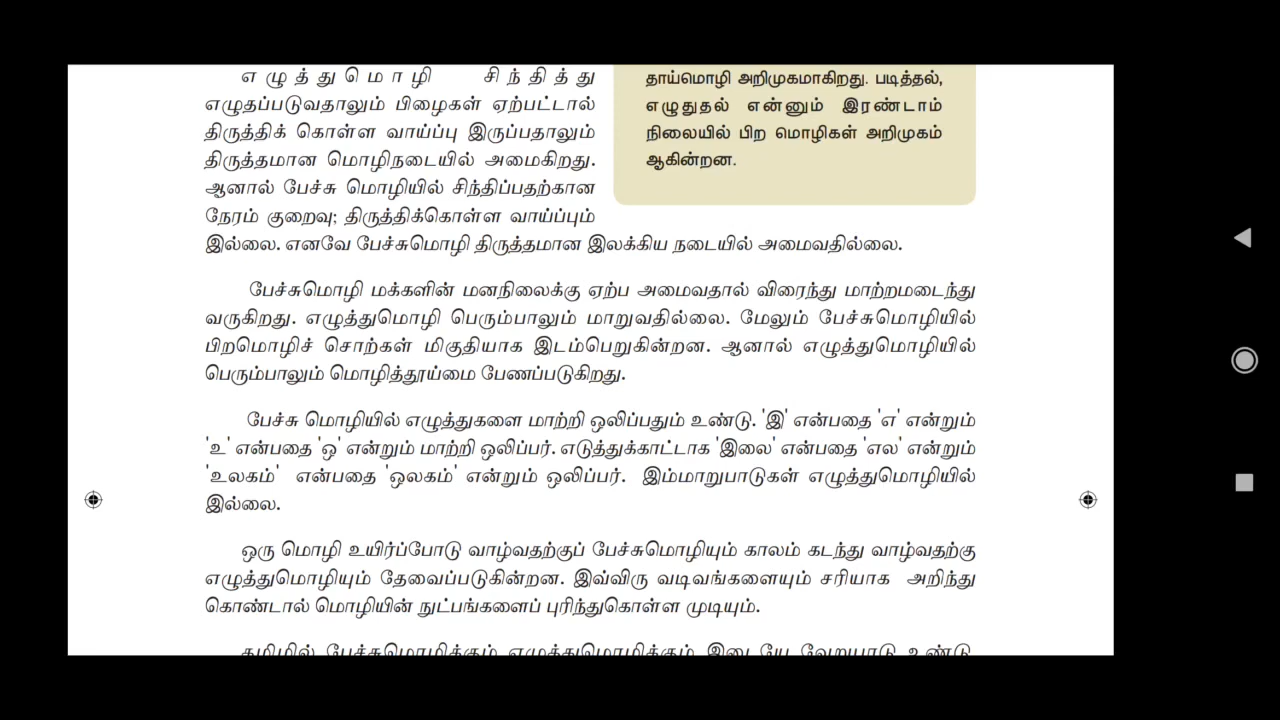 எழுத்துமொழி சிந்தித்து
எழுதப்படுவதாலும் பிழைகள் ஏற்பட்டால்
திருத்திக் கொள்ள வாய்ப்பு இருப்பதாலும்
திருத்தமான மொழிநடையில் அமைகிறது.
ஆனால் பேச்சு மொழியில் சிந்திப்பதற்கான
நேரம் குறைவு; திருத்திக்கொள்ள வாய்ப்பும்
இல்லை. எனவே பேச்சுமொழி திருத்தமான இலக்கிய நடையில் அமைவதில்லை.
தாய்மொழி அறிமுகமாகிறது. படித்தல்,
எழுதுதல் என்னும் இரண்டாம்
நிலையில் பிற மொழிகள் அறிமுகம்
ஆகின்றன.
பேச்சுமொழி மக்களின் மனநிலைக்கு ஏற்ப அமைவதால் விரைந்து மாற்றமடைந்து
வருகிறது. எழுத்துமொழி பெரும்பாலும் மாறுவதில்லை. மேலும் பேச்சுமொழியில்
பிறமொழிச் சொற்கள் மிகுதியாக இடம்பெறுகின்றன. ஆனால் எழுத்துமொழியில்
பெரும்பாலும் மொழித்தூய்மை பேணப்படுகிறது.
பேச்சு மொழியில் எழுத்துகளை மாற்றி ஒலிப்பதும் உண்டு. 'இ' என்பதை 'எ' என்றும்
'உ' என்பதை 'ஒ' என்றும் மாற்றி ஒலிப்பர். எடுத்துக்காட்டாக 'இலை' என்பதை 'எல' என்றும்
'உலகம்' என்பதை 'ஒலகம்' என்றும் ஒலிப்பர். இம்மாறுபாடுகள் எழுத்துமொழியில்
இல்லை.
ஒரு மொழி உயிர்ப்போடு வாழ்வதற்குப் பேச்சுமொழியும் காலம் கடந்து வாழ்வதற்கு
எழுத்துமொழியும் தேவைப்படுகின்றன. இவ்விரு வடிவங்களையும் சரியாக அறிந்து
கொண்டால் மொழியின் நுட்பங்களைப் புரிந்துகொள்ள முடியும்.
தமிழில் பேச்சுமொழிக்கும் எழுத்துமொழிக்கும் இடையே வேறுபாடு உண்டு.